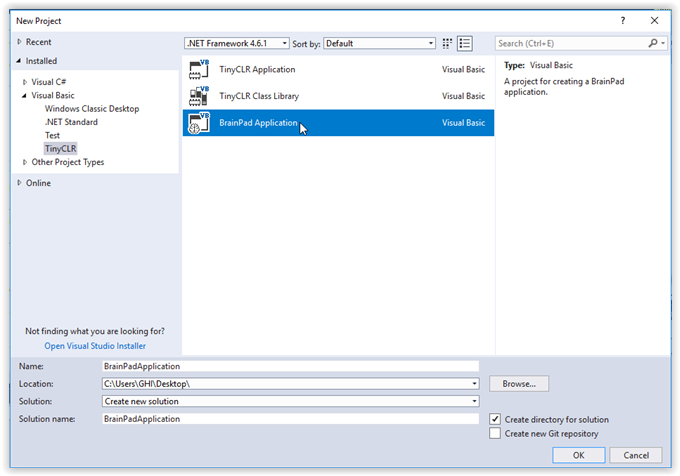 New Project
Recent
.NET Framework 4.6.1
Sort by:
Default
Search (Ctrl+E)
Installed
Visual C#
Visual Basic
Windows Classic Desktop
.NET Standard
Test
TinyCLR
Other Project Types
Online
Not finding what you are looking for?
Open Visual Studio Installer
VB
TinyCLR Application
Visual Basic
VB
TinyCLR Class Library
Visual Basic
VB
BrainPad Application
Visual Basic
Type: Visual Basic
A project for creating a BrainPad
application.
Name:
BrainPadApplication
Location:
C:\Users\GHI\Desktop\
Browse...
Solution:
Create new solution
Solution name:
BrainPadApplication
Create directory for solution
Create new Git repository
OK
Cancel